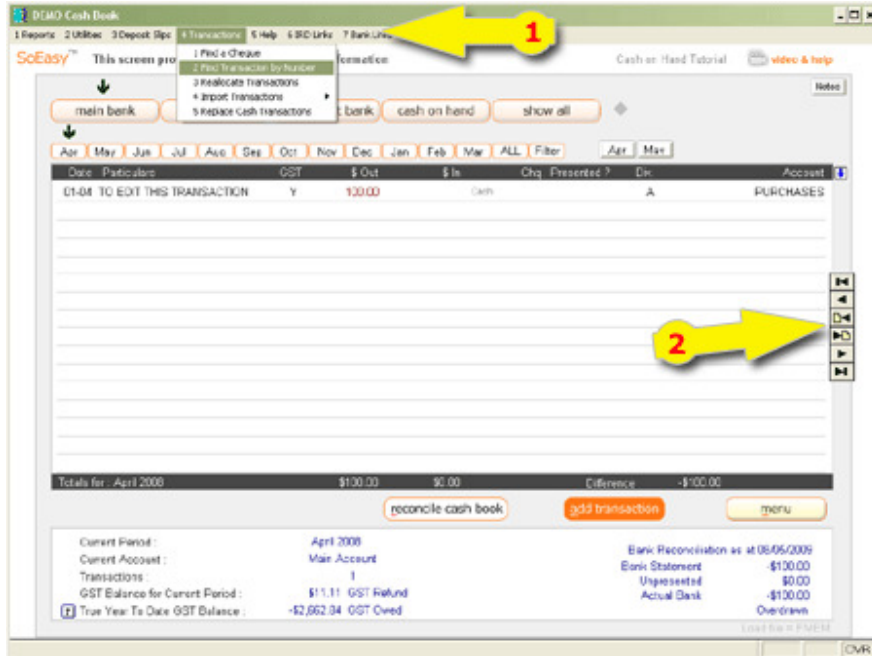 DEMO Cash Book
1 Reports 2 Utilities 3 Deposit Slips 4 Transactions 5 Help 6 IRD Links 7 Bank Links
1
SoEasy™ This screen pro formation Cash on Hand Tutorial video & help
1 Find a Cheque
2 Find Transaction by Number
3 Reallocate Transactions
4 Import Transactions
5 Replace Cash Transactions
Notes
main bank t bank cash on hand show all
Apr May Jun Jul Aug Sep Oct Nov Dec Jan Feb Mar ALL Filter Apr Mar
Date Particulars GST $ Out $ In Chq Presented ? Div. Account
01-04 TO EDIT THIS TRANSACTION Y 100.00 Cash A PURCHASES
2
Totals for : April 2008 $100.00 $0.00 Difference -$100.00
reconcile cash book add transaction menu
Current Period : April 2008
Current Account : Main Account
Transactions : 1
GST Balance for Current Period : $11.11 GST Refund
True Year To Date GST Balance : -$2,662.84 GST Owed
Bank Reconciliation as at 08/05/2009
Bank Statement -$100.00
Unpresented $0.00
Actual Bank -$100.00
Overdrawn
OVR